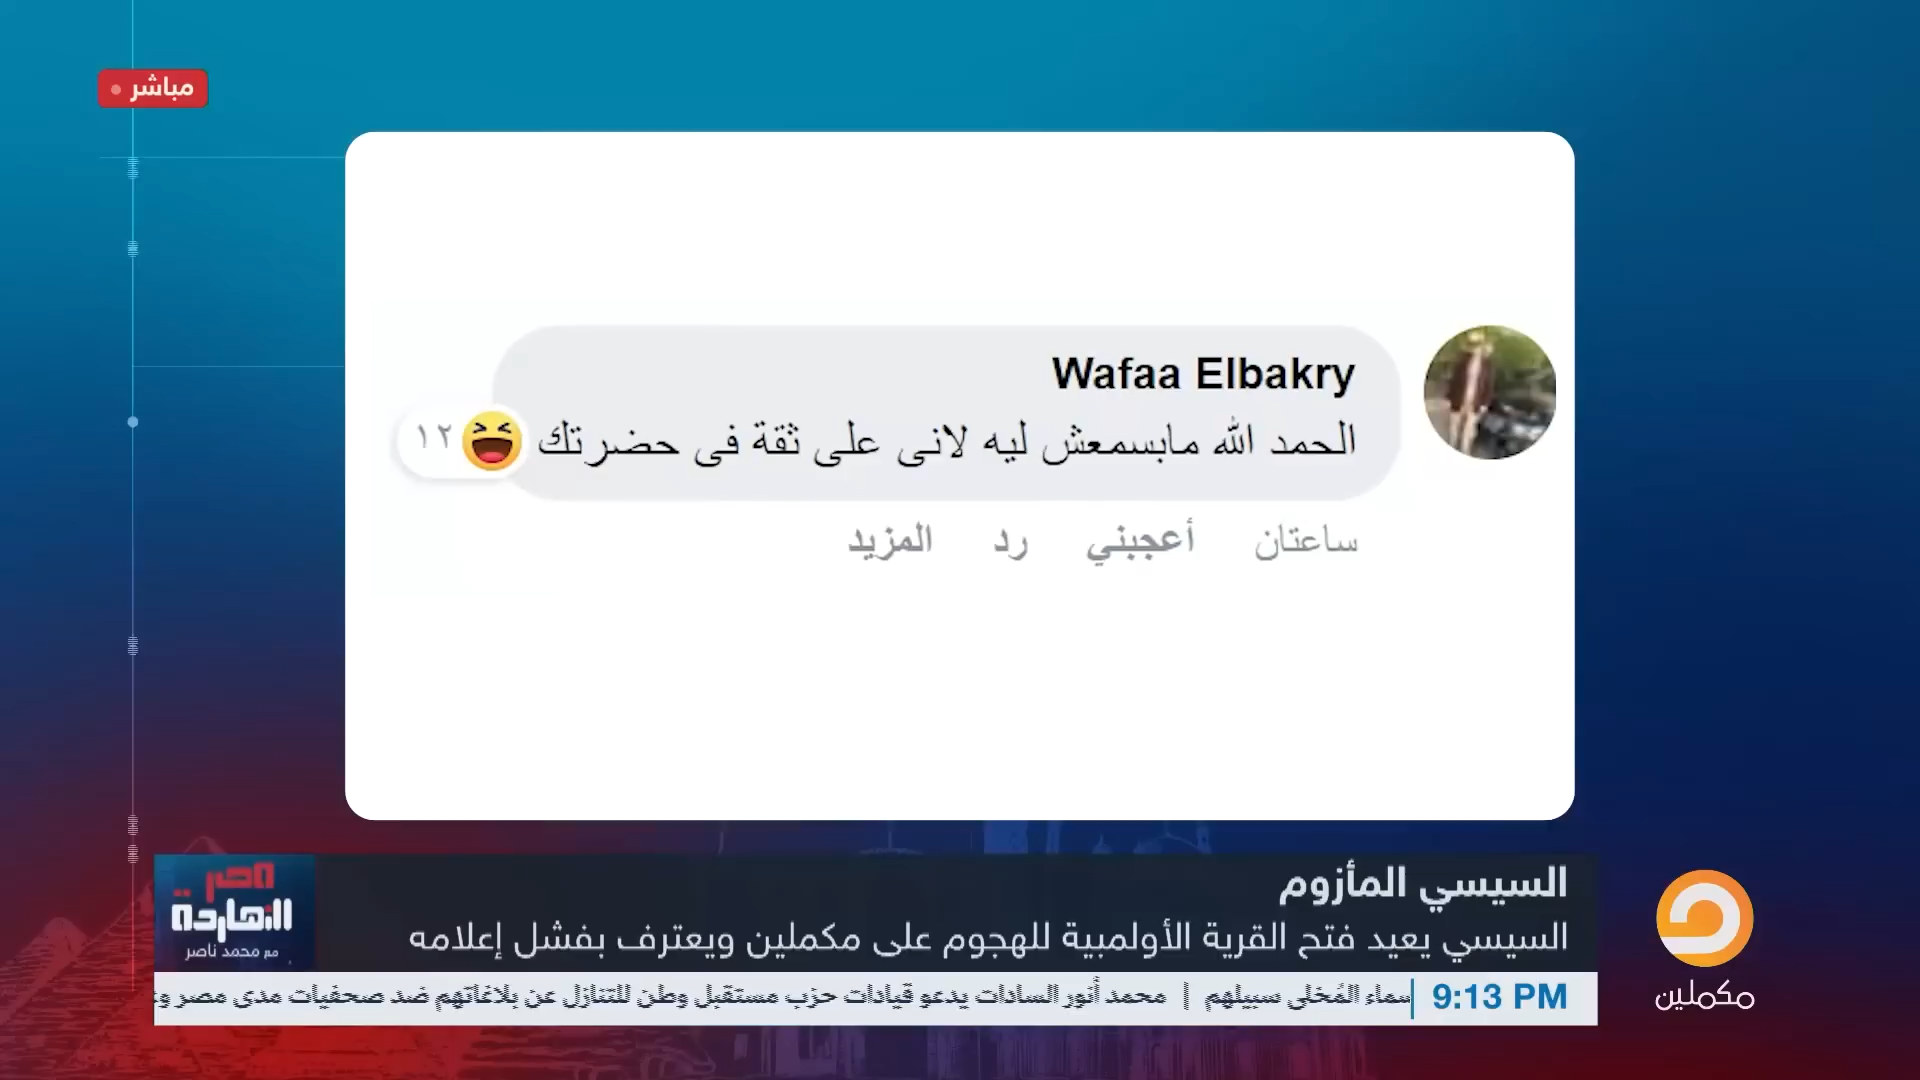 مباشر
Wafaa Elbakry
الحمد الله مابسمعش ليه لانى على ثقة فى حضرتك
١٢
ساعتان أعجبني رد المزيد
السيسي المأزوم
السيسي يعيد فتح القرية الأولمبية للهجوم على مكملين ويعترف بفشل إعلامه
مصر
النهاردة
مع محمد ناصر
9:13 PM
سماء المُخلى سبيلهم | محمد أنور السادات يدعو قيادات حزب مستقبل وطن للتنازل عن بلاغاتهم ضد صحفيات مدى مصر
مكملين